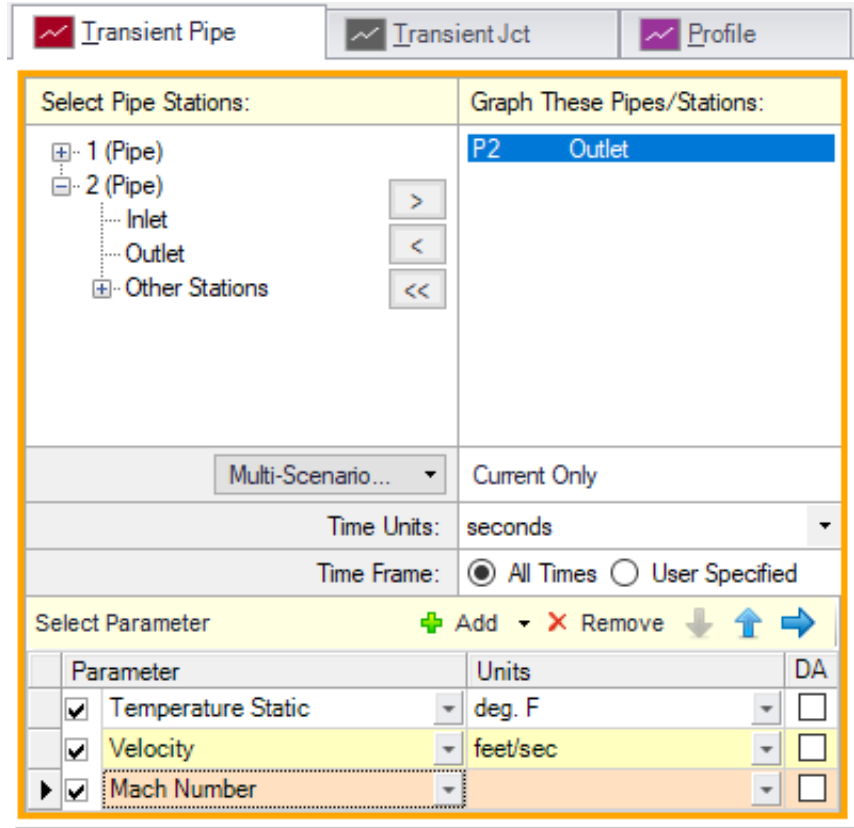 Transient Pipe Transient Jct Profile
Select Pipe Stations: Graph These Pipes/Stations:
1 (Pipe) P2 Outlet
2 (Pipe)
>
Inlet
<
Outlet
Other Stations <<
Multi-Scenario... Current Only
Time Units: seconds
Time Frame: All Times User Specified
Select Parameter Add Remove
Parameter Units DA
Temperature Static deg. F
Velocity feet/sec
Mach Number